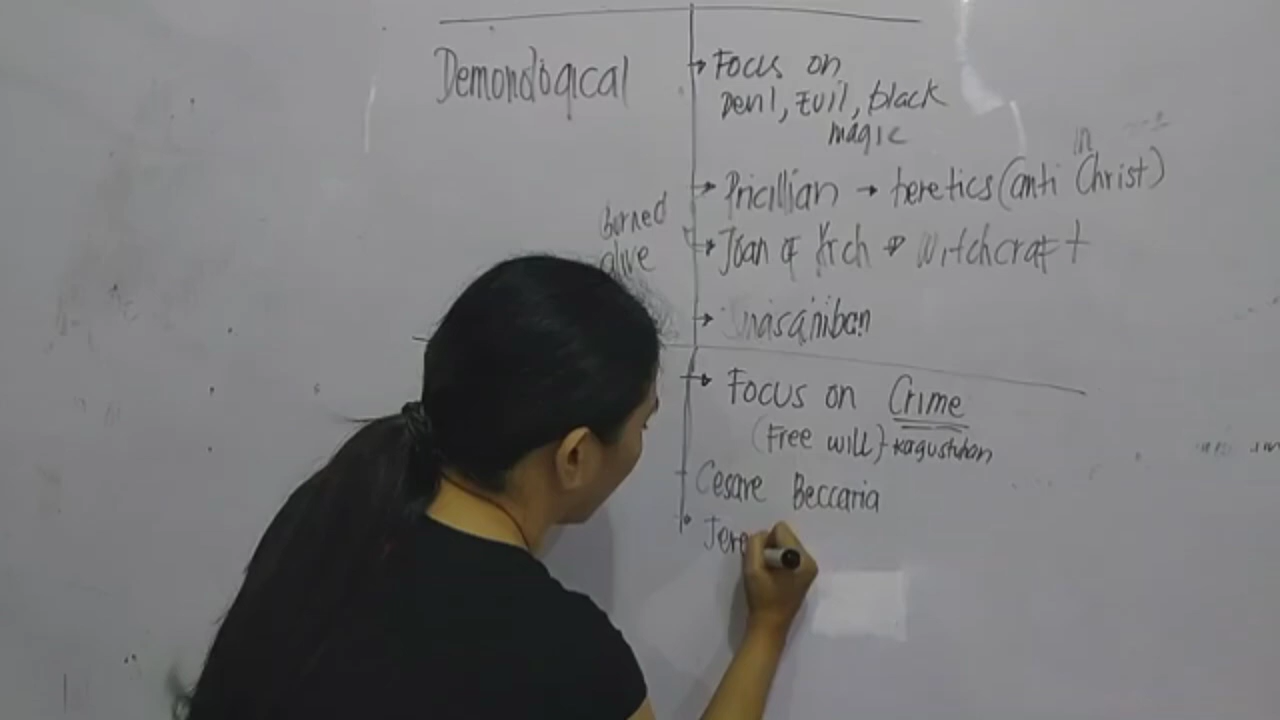 Demonological
Focus on
Devil, Evil, black
magic
in
Pricillian → heretics (anti Christ)
burned
alive
Joan of Arch → Witchcraft
Focus on Crime
(Free will) kagustuhan
Cesare Beccaria
Jere